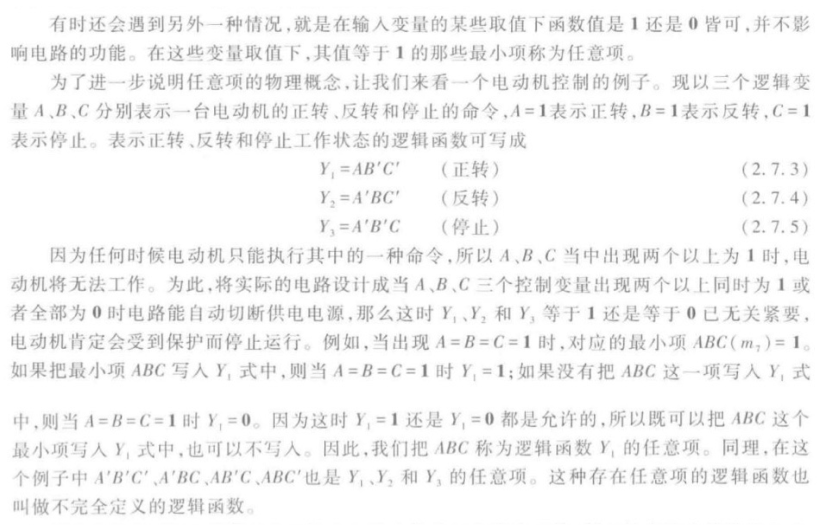 有时还会遇到另外一种情况,就是在输入变量的某些取值下函数值是 1 还是 0 皆可,并不影
响电路的功能。在这些变量取值下,其值等于 1 的那些最小项称为任意项。
为了进一步说明任意项的物理概念,让我们来看一个电动机控制的例子。现以三个逻辑变
量 A、B、C 分别表示一台电动机的正转、反转和停止的命令,A=1表示正转,B=1表示反转,C=1
表示停止。表示正转、反转和停止工作状态的逻辑函数可写成
Y₁=AB′C′ (正转) (2.7.3)
Y₂=A′BC′ (反转) (2.7.4)
Y₃=A′B′C (停止) (2.7.5)
因为任何时候电动机只能执行其中的一种命令,所以 A、B、C 当中出现两个以上为 1 时,电
动机将无法工作。为此,将实际的电路设计成当 A、B、C 三个控制变量出现两个以上同时为 1 或
者全部为 0 时电路能自动切断供电电源,那么这时 Y₁、Y₂ 和 Y₃ 等于 1 还是等于 0 已无关紧要,
电动机肯定会受到保护而停止运行。例如,当出现 A=B=C=1 时,对应的最小项 ABC(m₇)=1。
如果把最小项 ABC 写入 Y₁ 式中,则当 A=B=C=1 时 Y₁=1;如果没有把 ABC 这一项写入 Y₁ 式
中,则当 A=B=C=1 时 Y₁=0。因为这时 Y₁=1 还是 Y₁=0 都是允许的,所以既可以把 ABC 这个
最小项写入 Y₁ 式中,也可以不写入。因此,我们把 ABC 称为逻辑函数 Y₁ 的任意项。同理,在这
个例子中 A′B′C′、A′BC、AB′C、ABC′也是 Y₁、Y₂ 和 Y₃ 的任意项。这种存在任意项的逻辑函数也
叫做不完全定义的逻辑函数。